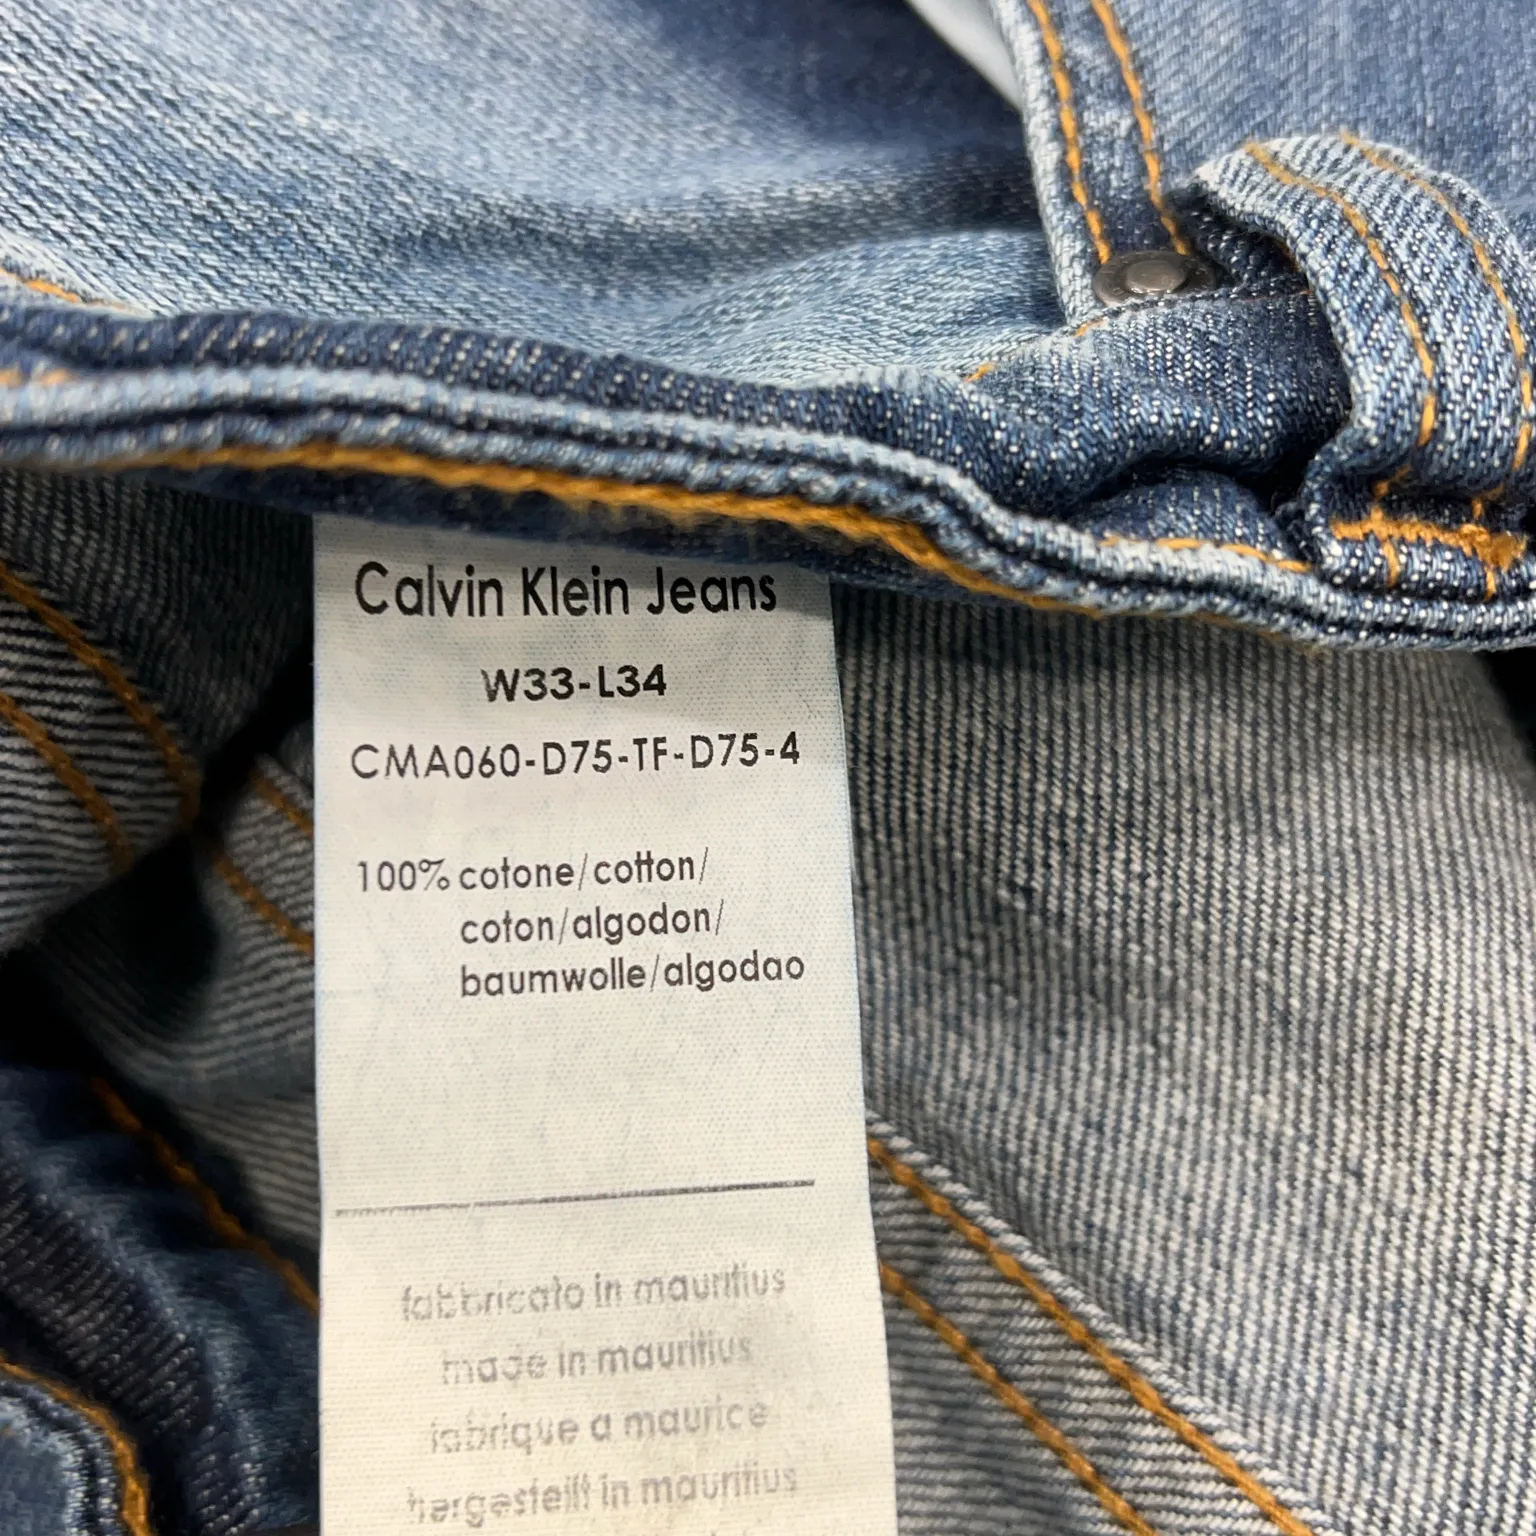 Calvin Klein Jeans
W33-L34
CMA060-D75-TF-D75-4
100% cotone/cotton/
coton/algodon/
baumwolle/algodao
fabbricato in mauritius
made in mauritius
fabrique a maurice
hergestellt in mauritius